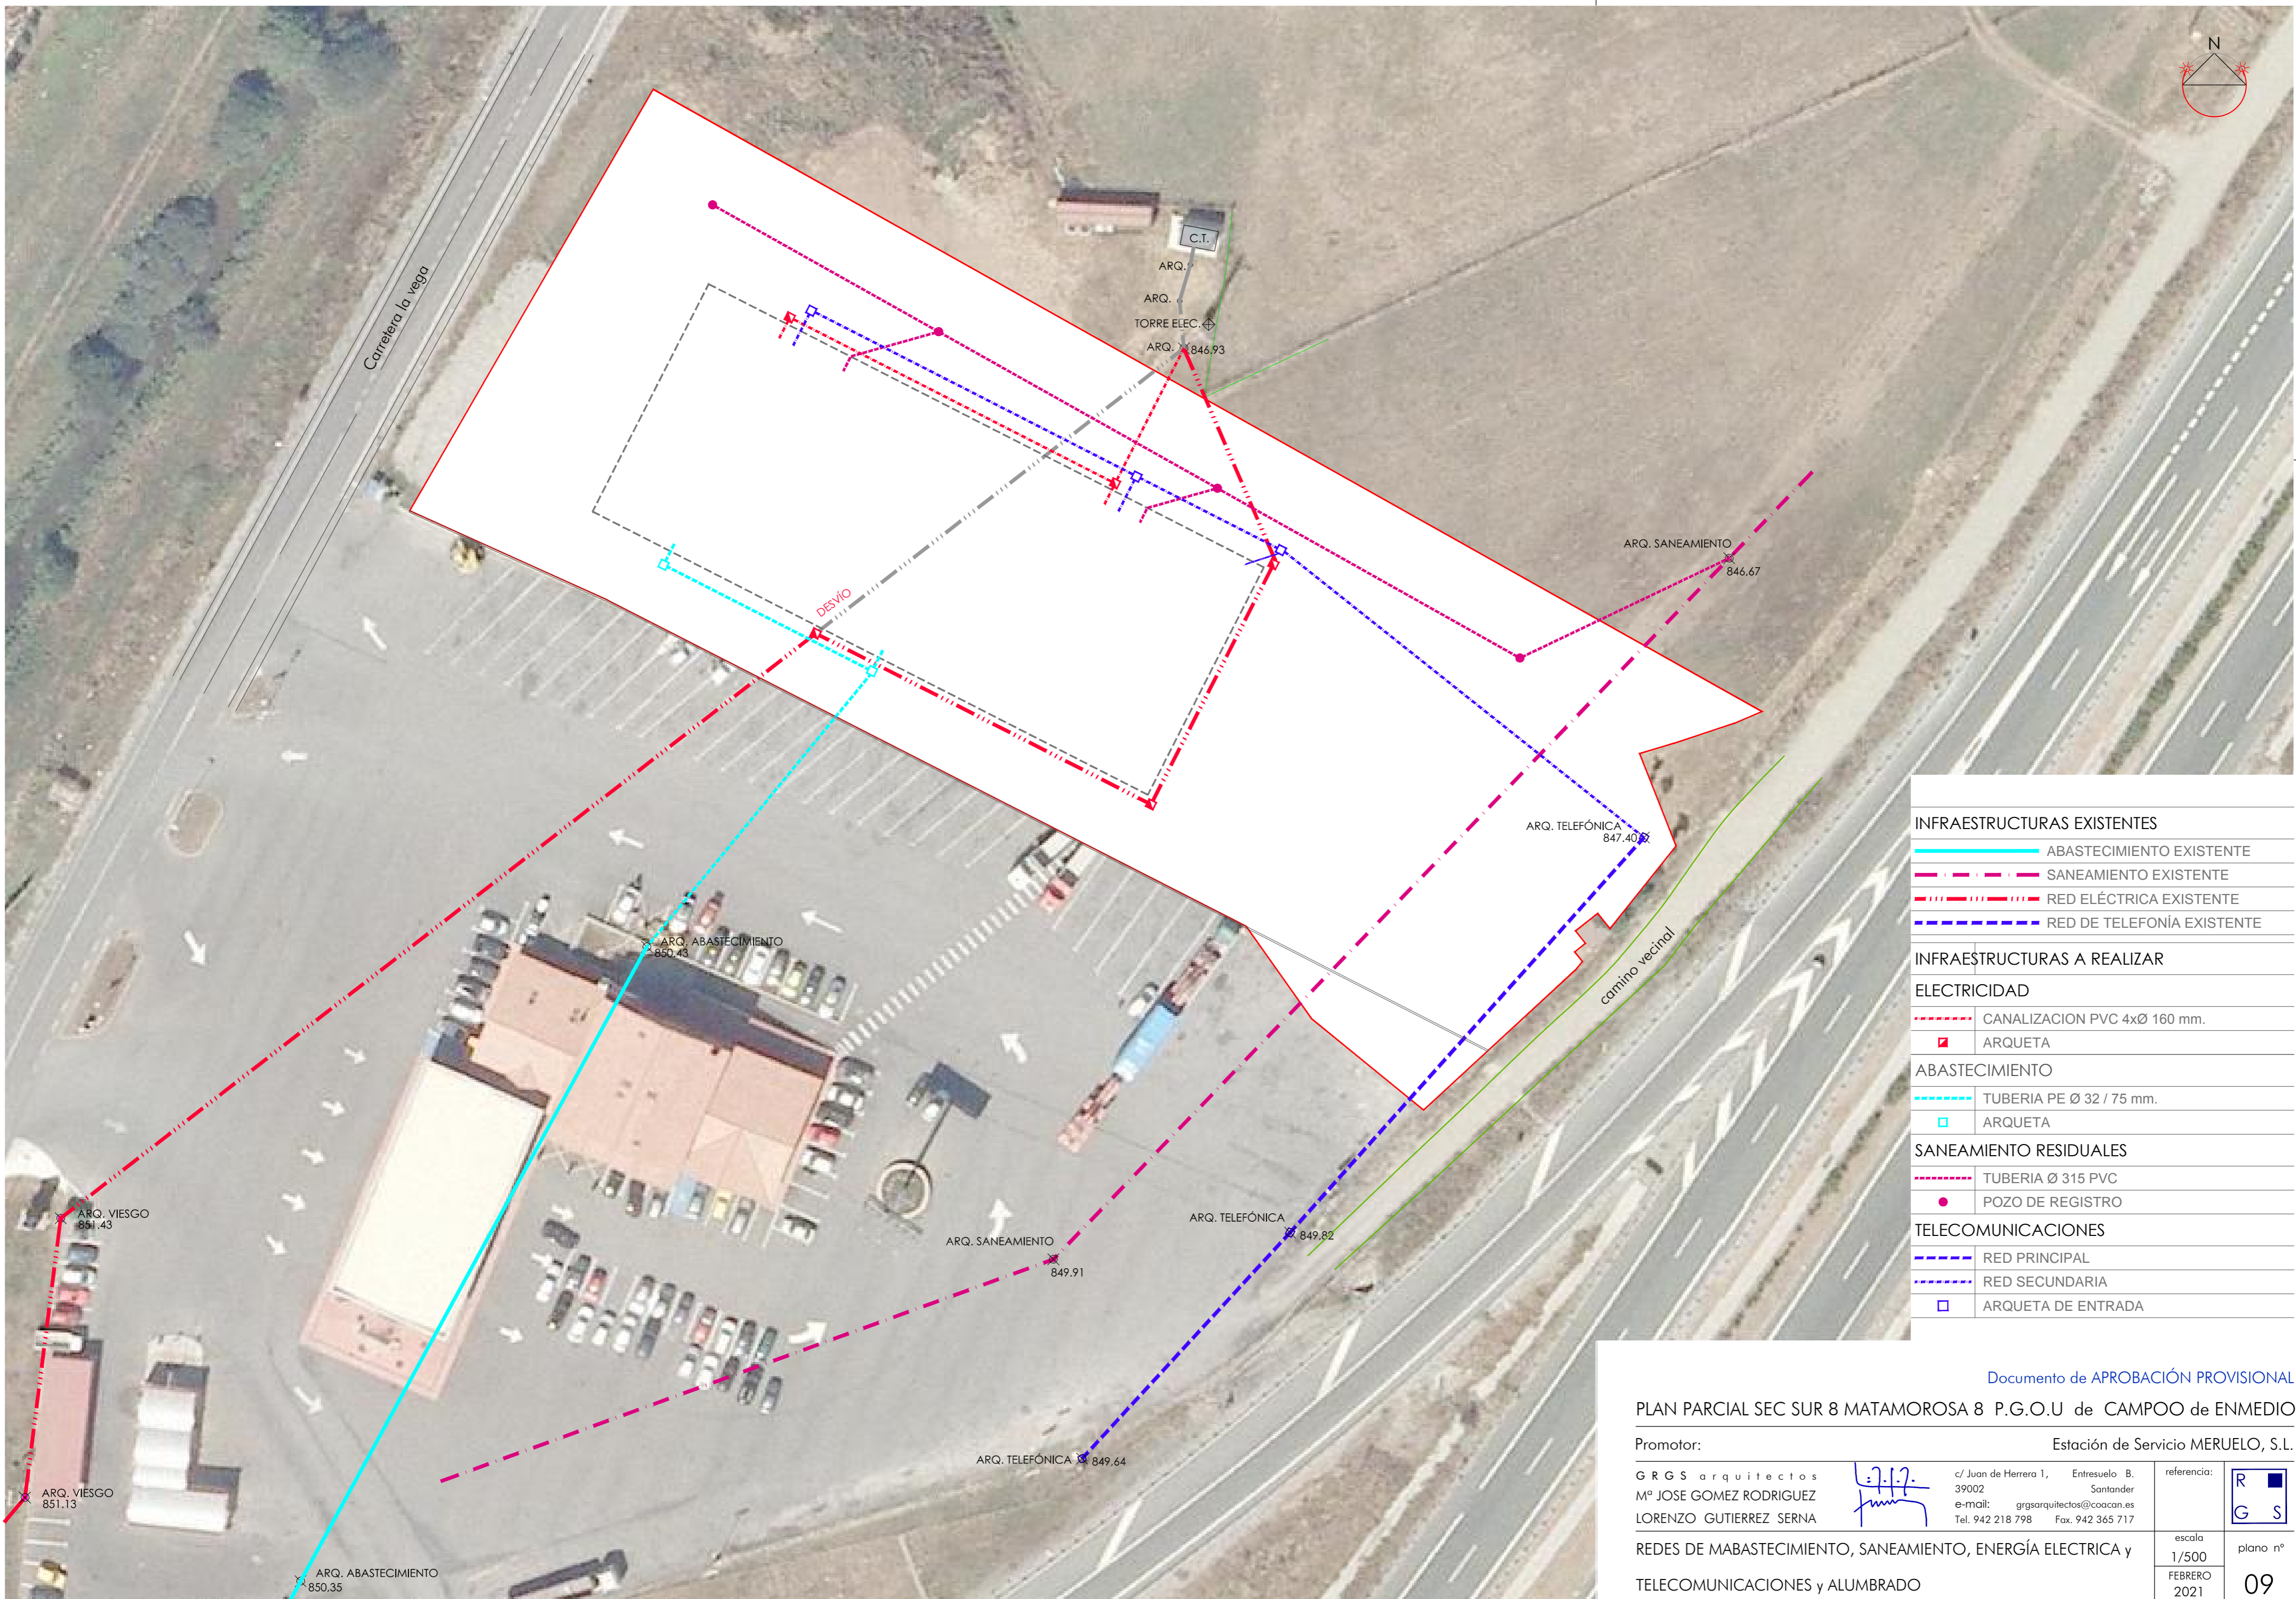 N
Carretera la vega
C.T.
ARQ.
ARQ.
TORRE ELEC.
ARQ.
846.93
DESVÍO
ARQ. SANEAMIENTO
846,67
ARQ. TELEFÓNICA
847.40
camino vecinal
ARQ. ABASTECIMIENTO
850.43
ARQ. VIESGO
851.43
ARQ. TELEFÓNICA
849.82
ARQ. SANEAMIENTO
849.91
ARQ. TELEFÓNICA
849.64
ARQ. VIESGO
851.13
ARQ. ABASTECIMIENTO
850.35
INFRAESTRUCTURAS EXISTENTES
ABASTECIMIENTO EXISTENTE
SANEAMIENTO EXISTENTE
RED ELÉCTRICA EXISTENTE
RED DE TELEFONÍA EXISTENTE
INFRAESTRUCTURAS A REALIZAR
ELECTRICIDAD
CANALIZACION PVC 4xØ 160 mm.
ARQUETA
ABASTECIMIENTO
TUBERIA PE Ø 32 / 75 mm.
ARQUETA
SANEAMIENTO RESIDUALES
TUBERIA Ø 315 PVC
POZO DE REGISTRO
TELECOMUNICACIONES
RED PRINCIPAL
RED SECUNDARIA
ARQUETA DE ENTRADA
Documento de APROBACIÓN PROVISIONAL
PLAN PARCIAL SEC SUR 8 MATAMOROSA 8 P.G.O.U de CAMPOO de ENMEDIO
Promotor: Estación de Servicio MERUELO, S.L.
GRGS arquitectos
Mª JOSE GOMEZ RODRIGUEZ
LORENZO GUTIERREZ SERNA
c/ Juan de Herrera 1, Entresuelo B.
39002 Santander
e-mail: grgsarquitectos@coacan.es
Tel. 942 218 798 Fax. 942 365 717
referencia:
R
G S
REDES DE MABASTECIMIENTO, SANEAMIENTO, ENERGÍA ELECTRICA y
TELECOMUNICACIONES y ALUMBRADO
escala
1/500
FEBRERO
2021
plano nº
09